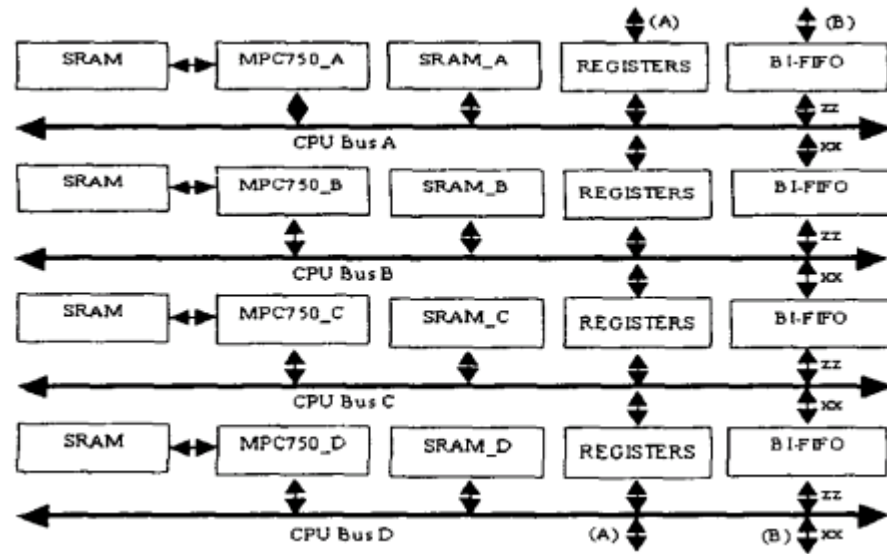 (A) (B)
SRAM MPC750_A SRAM_A REGISTERS BI-FIFO
zz
CPU Bus A
xx
SRAM MPC750_B SRAM_B REGISTERS BI-FIFO
zz
CPU Bus B
xx
SRAM MPC750_C SRAM_C REGISTERS BI-FIFO
zz
CPU Bus C
xx
SRAM MPC750_D SRAM_D REGISTERS BI-FIFO
zz
CPU Bus D (A) (B) xx